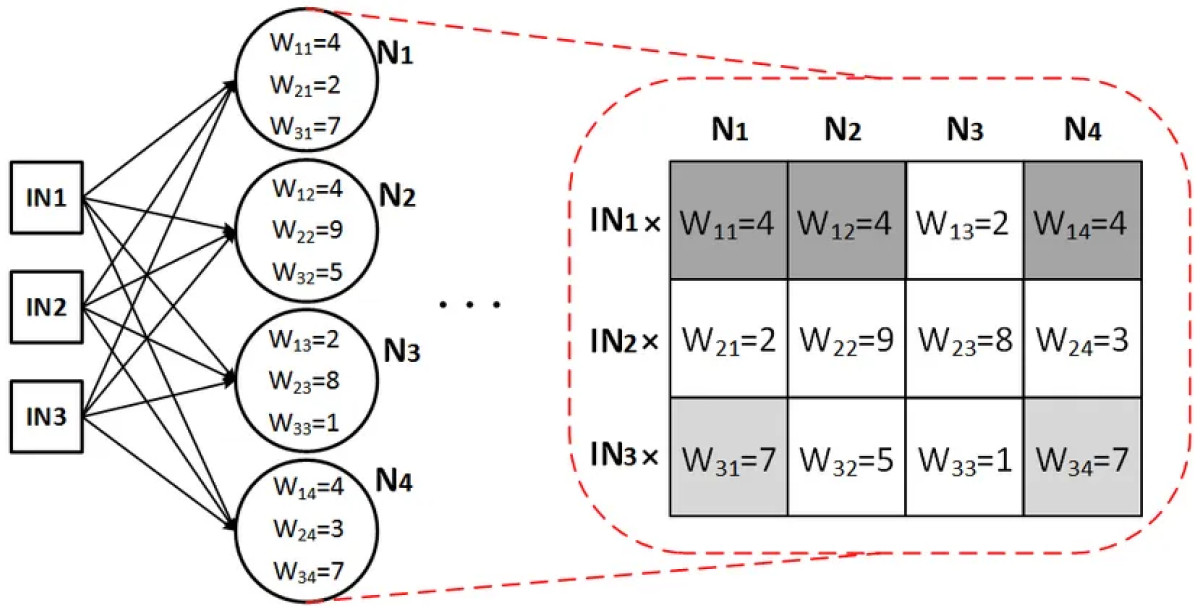 W₁₁=4
W₂₁=2
W₃₁=7
N1
W₁₂=4
W₂₂=9
W₃₂=5
N2
W₁₃=2
W₂₃=8
W₃₃=1
N3
W₁₄=4
W₂₄=3
W₃₄=7
N4
IN1
IN2
IN3
. . .
N1 N2 N3 N4
IN1× W₁₁=4 W₁₂=4 W₁₃=2 W₁₄=4
IN2× W₂₁=2 W₂₂=9 W₂₃=8 W₂₄=3
IN3× W₃₁=7 W₃₂=5 W₃₃=1 W₃₄=7